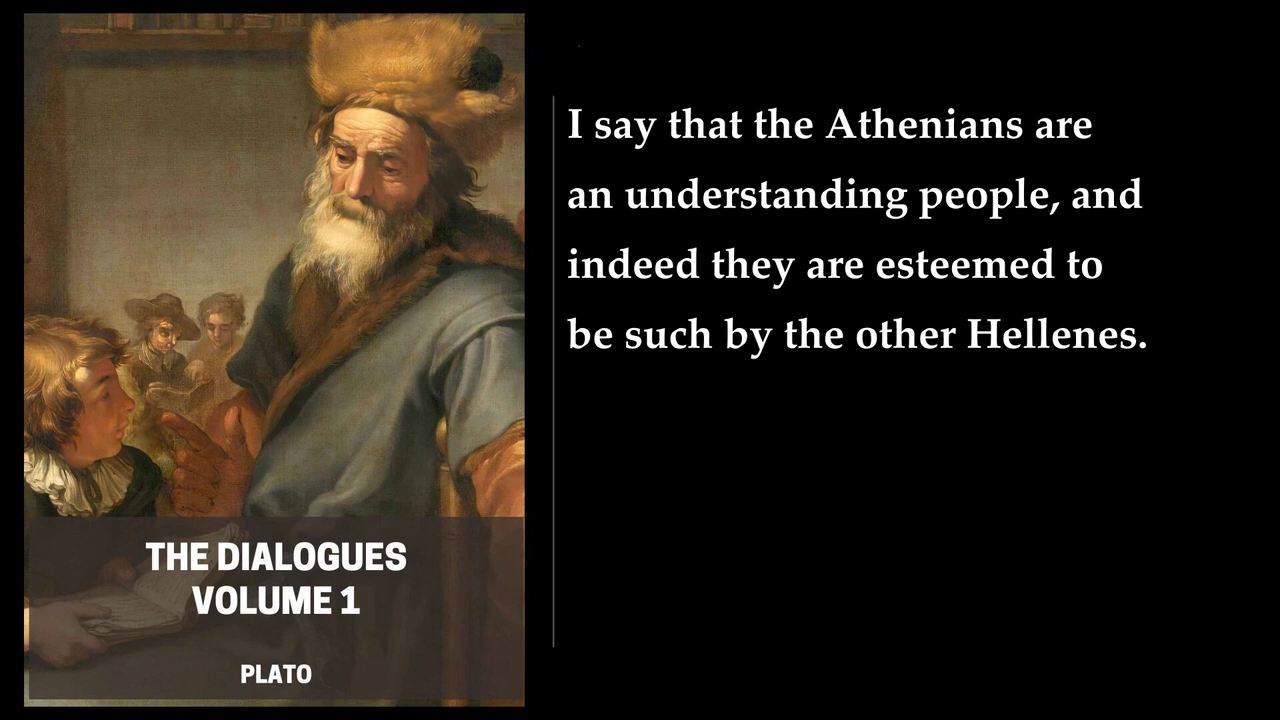 I say that the Athenians are
an understanding people, and
indeed they are esteemed to
be such by the other Hellenes.
THE DIALOGUES
VOLUME 1
PLATO